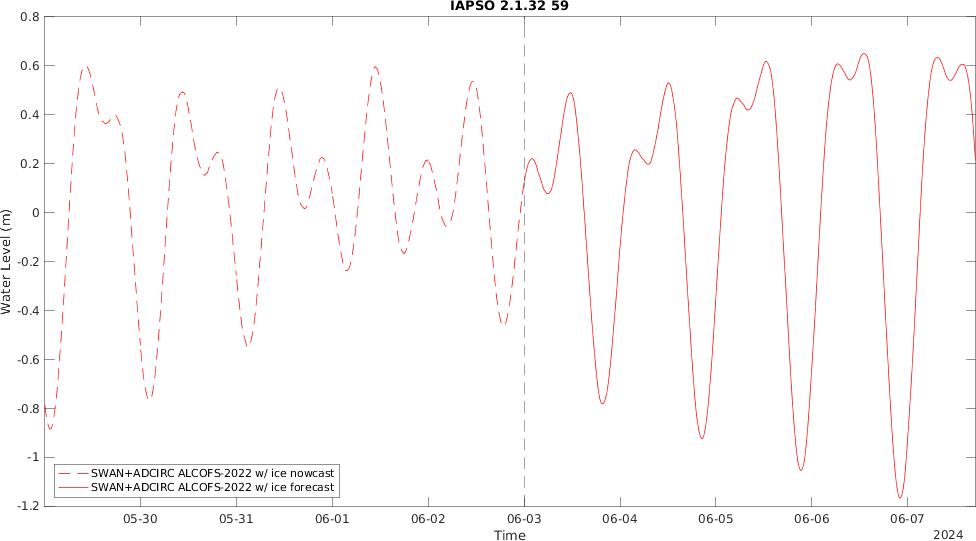 IAPSO 2.1.32 59
Water Level (m)
0.8
0.6
0.4
0.2
0
-0.2
-0.4
-0.6
-0.8
-1
-1.2
SWAN+ADCIRC ALCOFS-2022 w/ ice nowcast
SWAN+ADCIRC ALCOFS-2022 w/ ice forecast
05-30 05-31 06-01 06-02 06-03 06-04 06-05 06-06 06-07
Time
2024